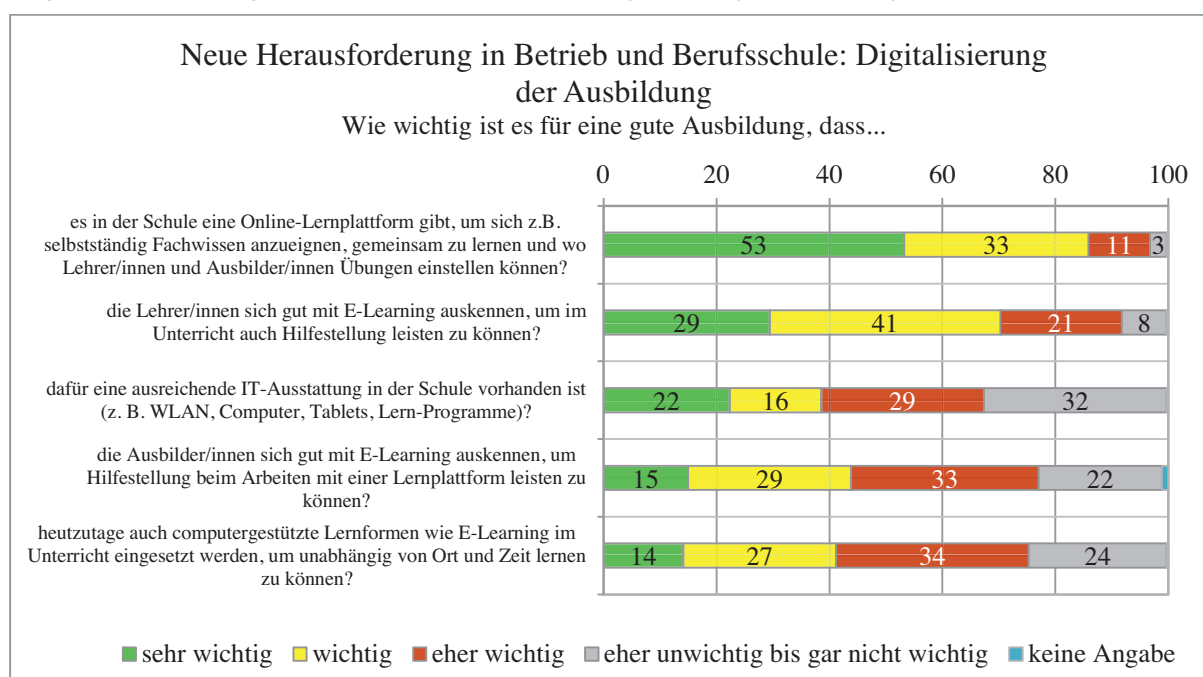 Neue Herausforderung in Betrieb und Berufsschule: Digitalisierung
der Ausbildung
Wie wichtig ist es für eine gute Ausbildung, dass...
0 20 40 60 80 100
es in der Schule eine Online-Lernplattform gibt, um sich z.B.
selbstständig Fachwissen anzueignen, gemeinsam zu lernen und wo
Lehrer/innen und Ausbilder/innen Übungen einstellen können?
53 33 11 3
die Lehrer/innen sich gut mit E-Learning auskennen, um im
Unterricht auch Hilfestellung leisten zu können?
29 41 21 8
dafür eine ausreichende IT-Ausstattung in der Schule vorhanden ist
(z. B. WLAN, Computer, Tablets, Lern-Programme)?
22 16 29 32
die Ausbilder/innen sich gut mit E-Learning auskennen, um
Hilfestellung beim Arbeiten mit einer Lernplattform leisten zu
können?
15 29 33 22
heutzutage auch computergestützte Lernformen wie E-Learning im
Unterricht eingesetzt werden, um unabhängig von Ort und Zeit lernen
zu können?
14 27 34 24
sehr wichtig wichtig eher wichtig eher unwichtig bis gar nicht wichtig keine Angabe